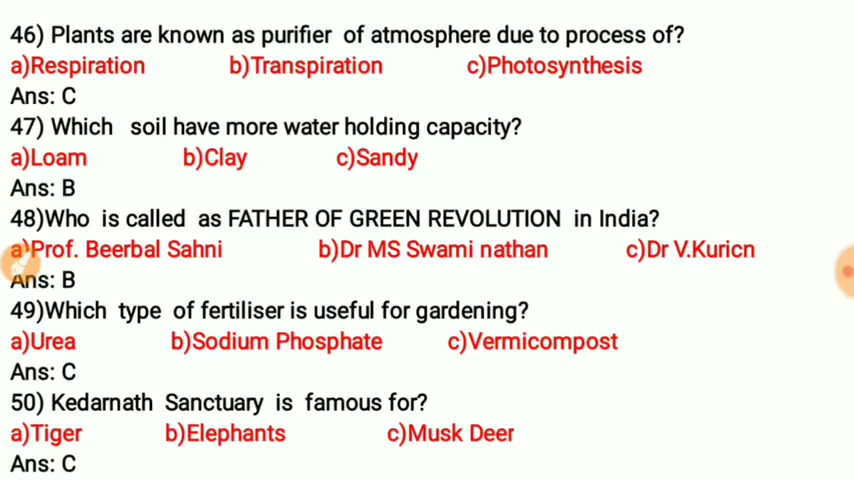 46) Plants are known as purifier of atmosphere due to process of?
a)Respiration b)Transpiration c)Photosynthesis
Ans: C
47) Which soil have more water holding capacity?
a)Loam b)Clay c)Sandy
Ans: B
48)Who is called as FATHER OF GREEN REVOLUTION in India?
a)Prof. Beerbal Sahni b)Dr MS Swami nathan c)Dr V.Kuricn
Ans: B
49)Which type of fertiliser is useful for gardening?
a)Urea b)Sodium Phosphate c)Vermicompost
Ans: C
50) Kedarnath Sanctuary is famous for?
a)Tiger b)Elephants c)Musk Deer
Ans: C